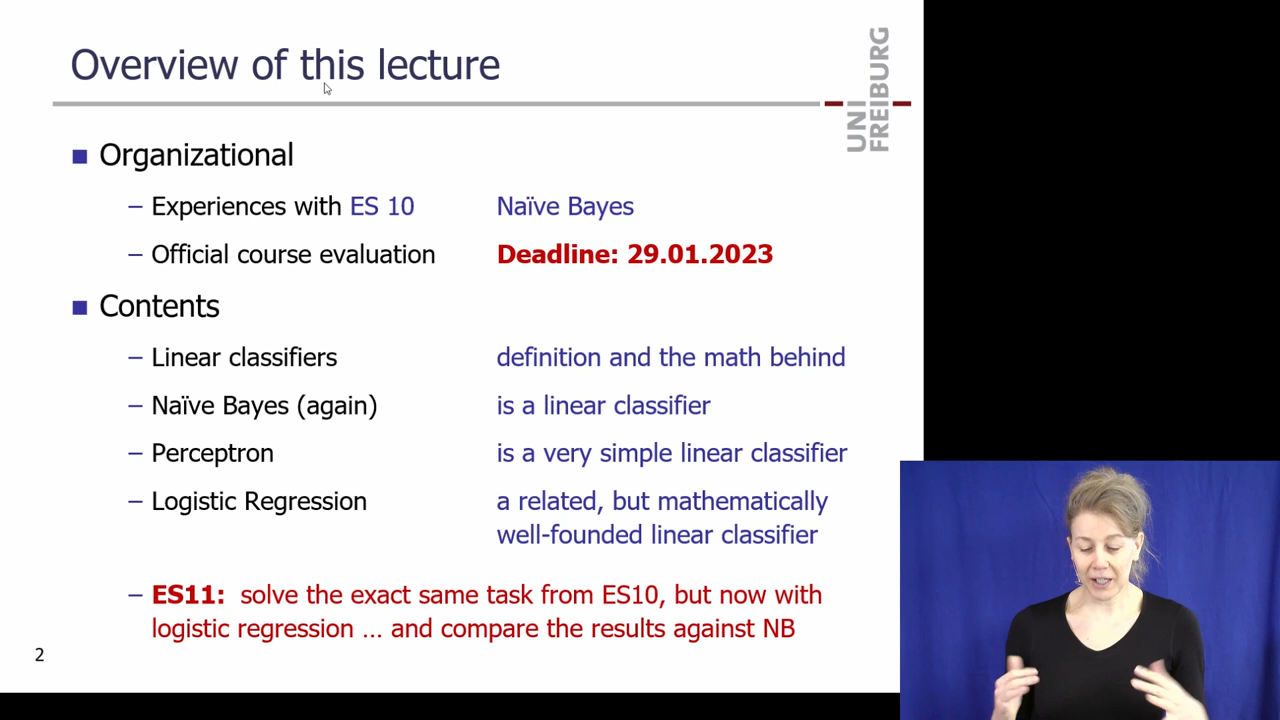 Overview of this lecture
UNI
FREIBURG
■ Organizational
– Experiences with ES 10 Naïve Bayes
– Official course evaluation Deadline: 29.01.2023
■ Contents
– Linear classifiers definition and the math behind
– Naïve Bayes (again) is a linear classifier
– Perceptron is a very simple linear classifier
– Logistic Regression a related, but mathematically
well-founded linear classifier
– ES11: solve the exact same task from ES10, but now with
logistic regression … and compare the results against NB
2